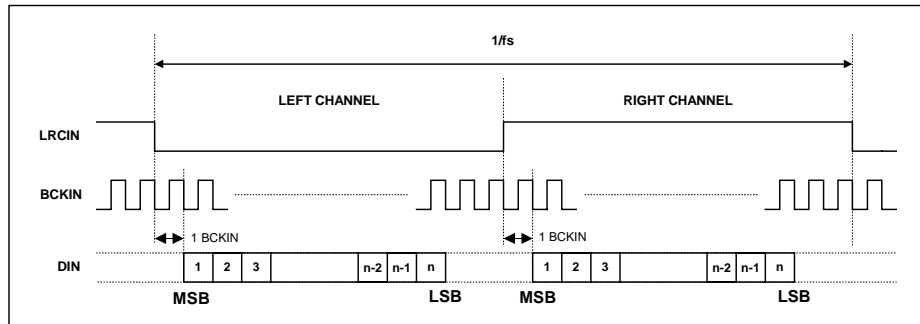 1/fs
LEFT CHANNEL RIGHT CHANNEL
LRCIN
BCKIN
1 BCKIN 1 BCKIN
DIN 1 2 3 n-2 n-1 n 1 2 3 n-2 n-1 n
MSB LSB MSB LSB